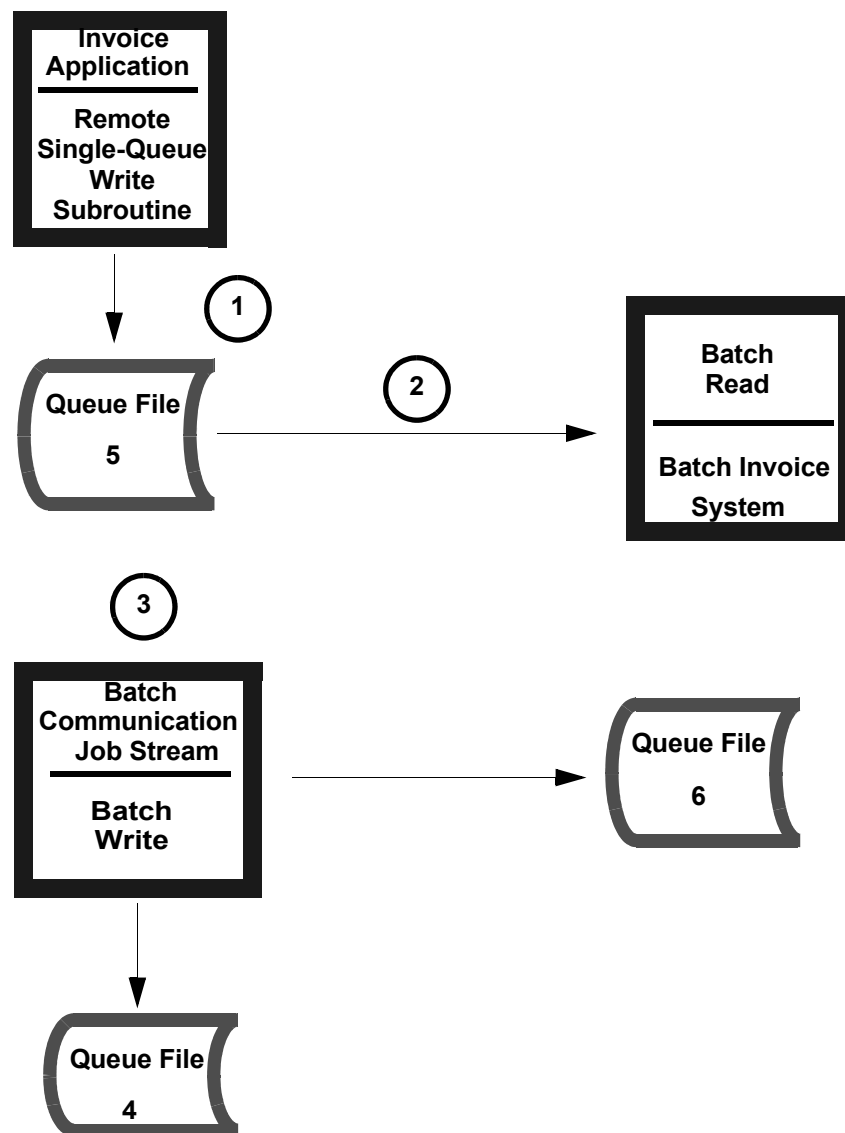 Invoice
Application
Remote
Single-Queue
Write
Subroutine
1
Queue File
5
2
Batch
Read
Batch Invoice
System
3
Batch
Communication
Job Stream
Batch
Write
Queue File
6
Queue File
4